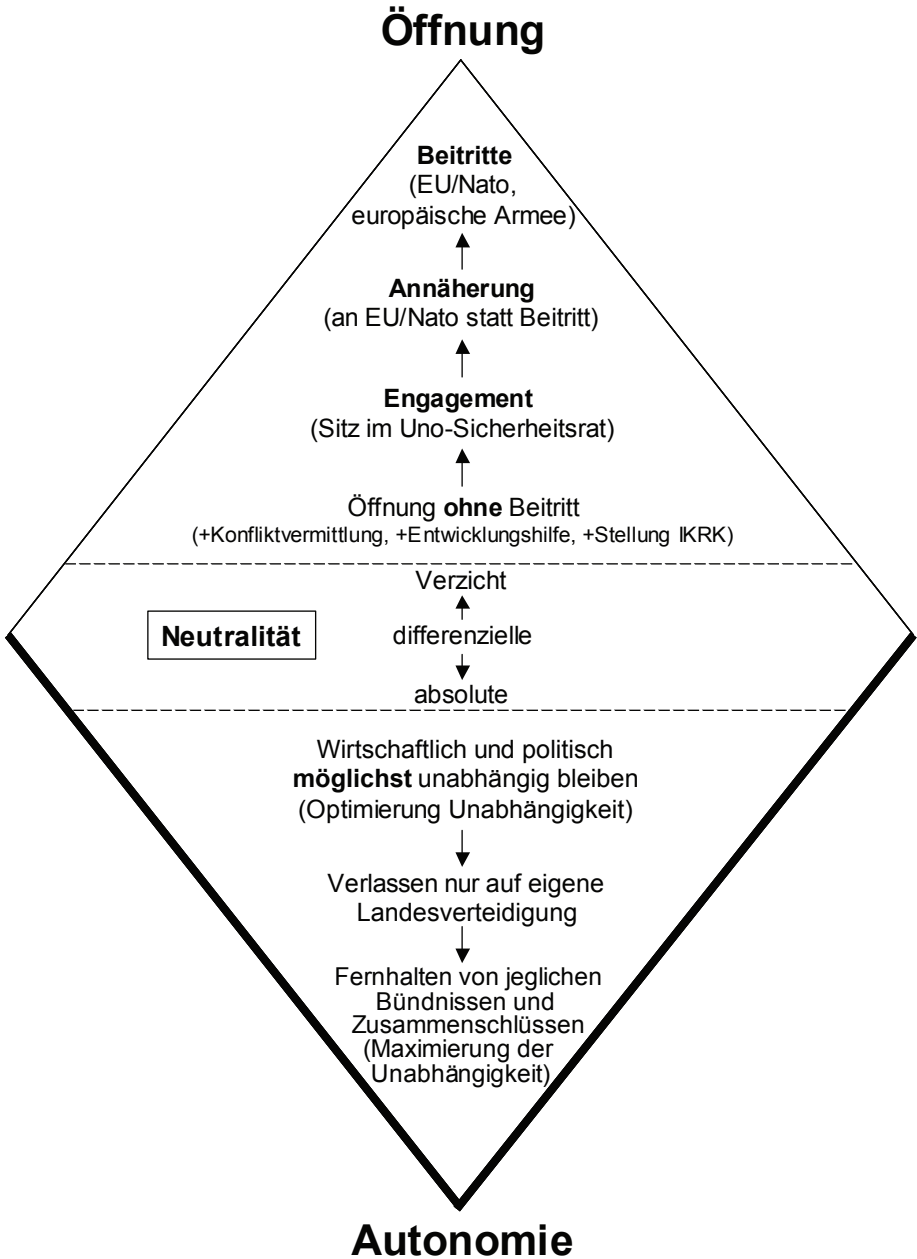 Öffnung
Beitritte
(EU/Nato,
europäische Armee)
Annäherung
(an EU/Nato statt Beitritt)
Engagement
(Sitz im Uno-Sicherheitsrat)
Öffnung ohne Beitritt
(+Konfliktvermittlung, +Entwicklungshilfe, +Stellung IKRK)
Verzicht
Neutralität
differenzielle
absolute
Wirtschaftlich und politisch
möglichst unabhängig bleiben
(Optimierung Unabhängigkeit)
Verlassen nur auf eigene
Landesverteidigung
Fernhalten von jeglichen
Bündnissen und
Zusammenschlüssen
(Maximierung der
Unabhängigkeit)
Autonomie